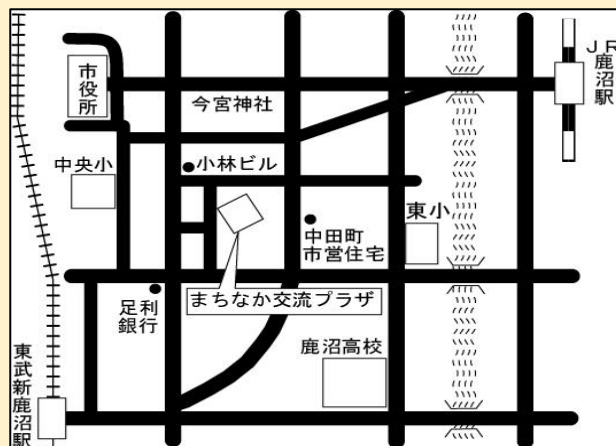 市役所
今宮神社
JR鹿沼駅
中央小
小林ビル
東小
中田町
市営住宅
まちなか交流プラザ
足利
銀行
鹿沼高校
東武新鹿沼駅